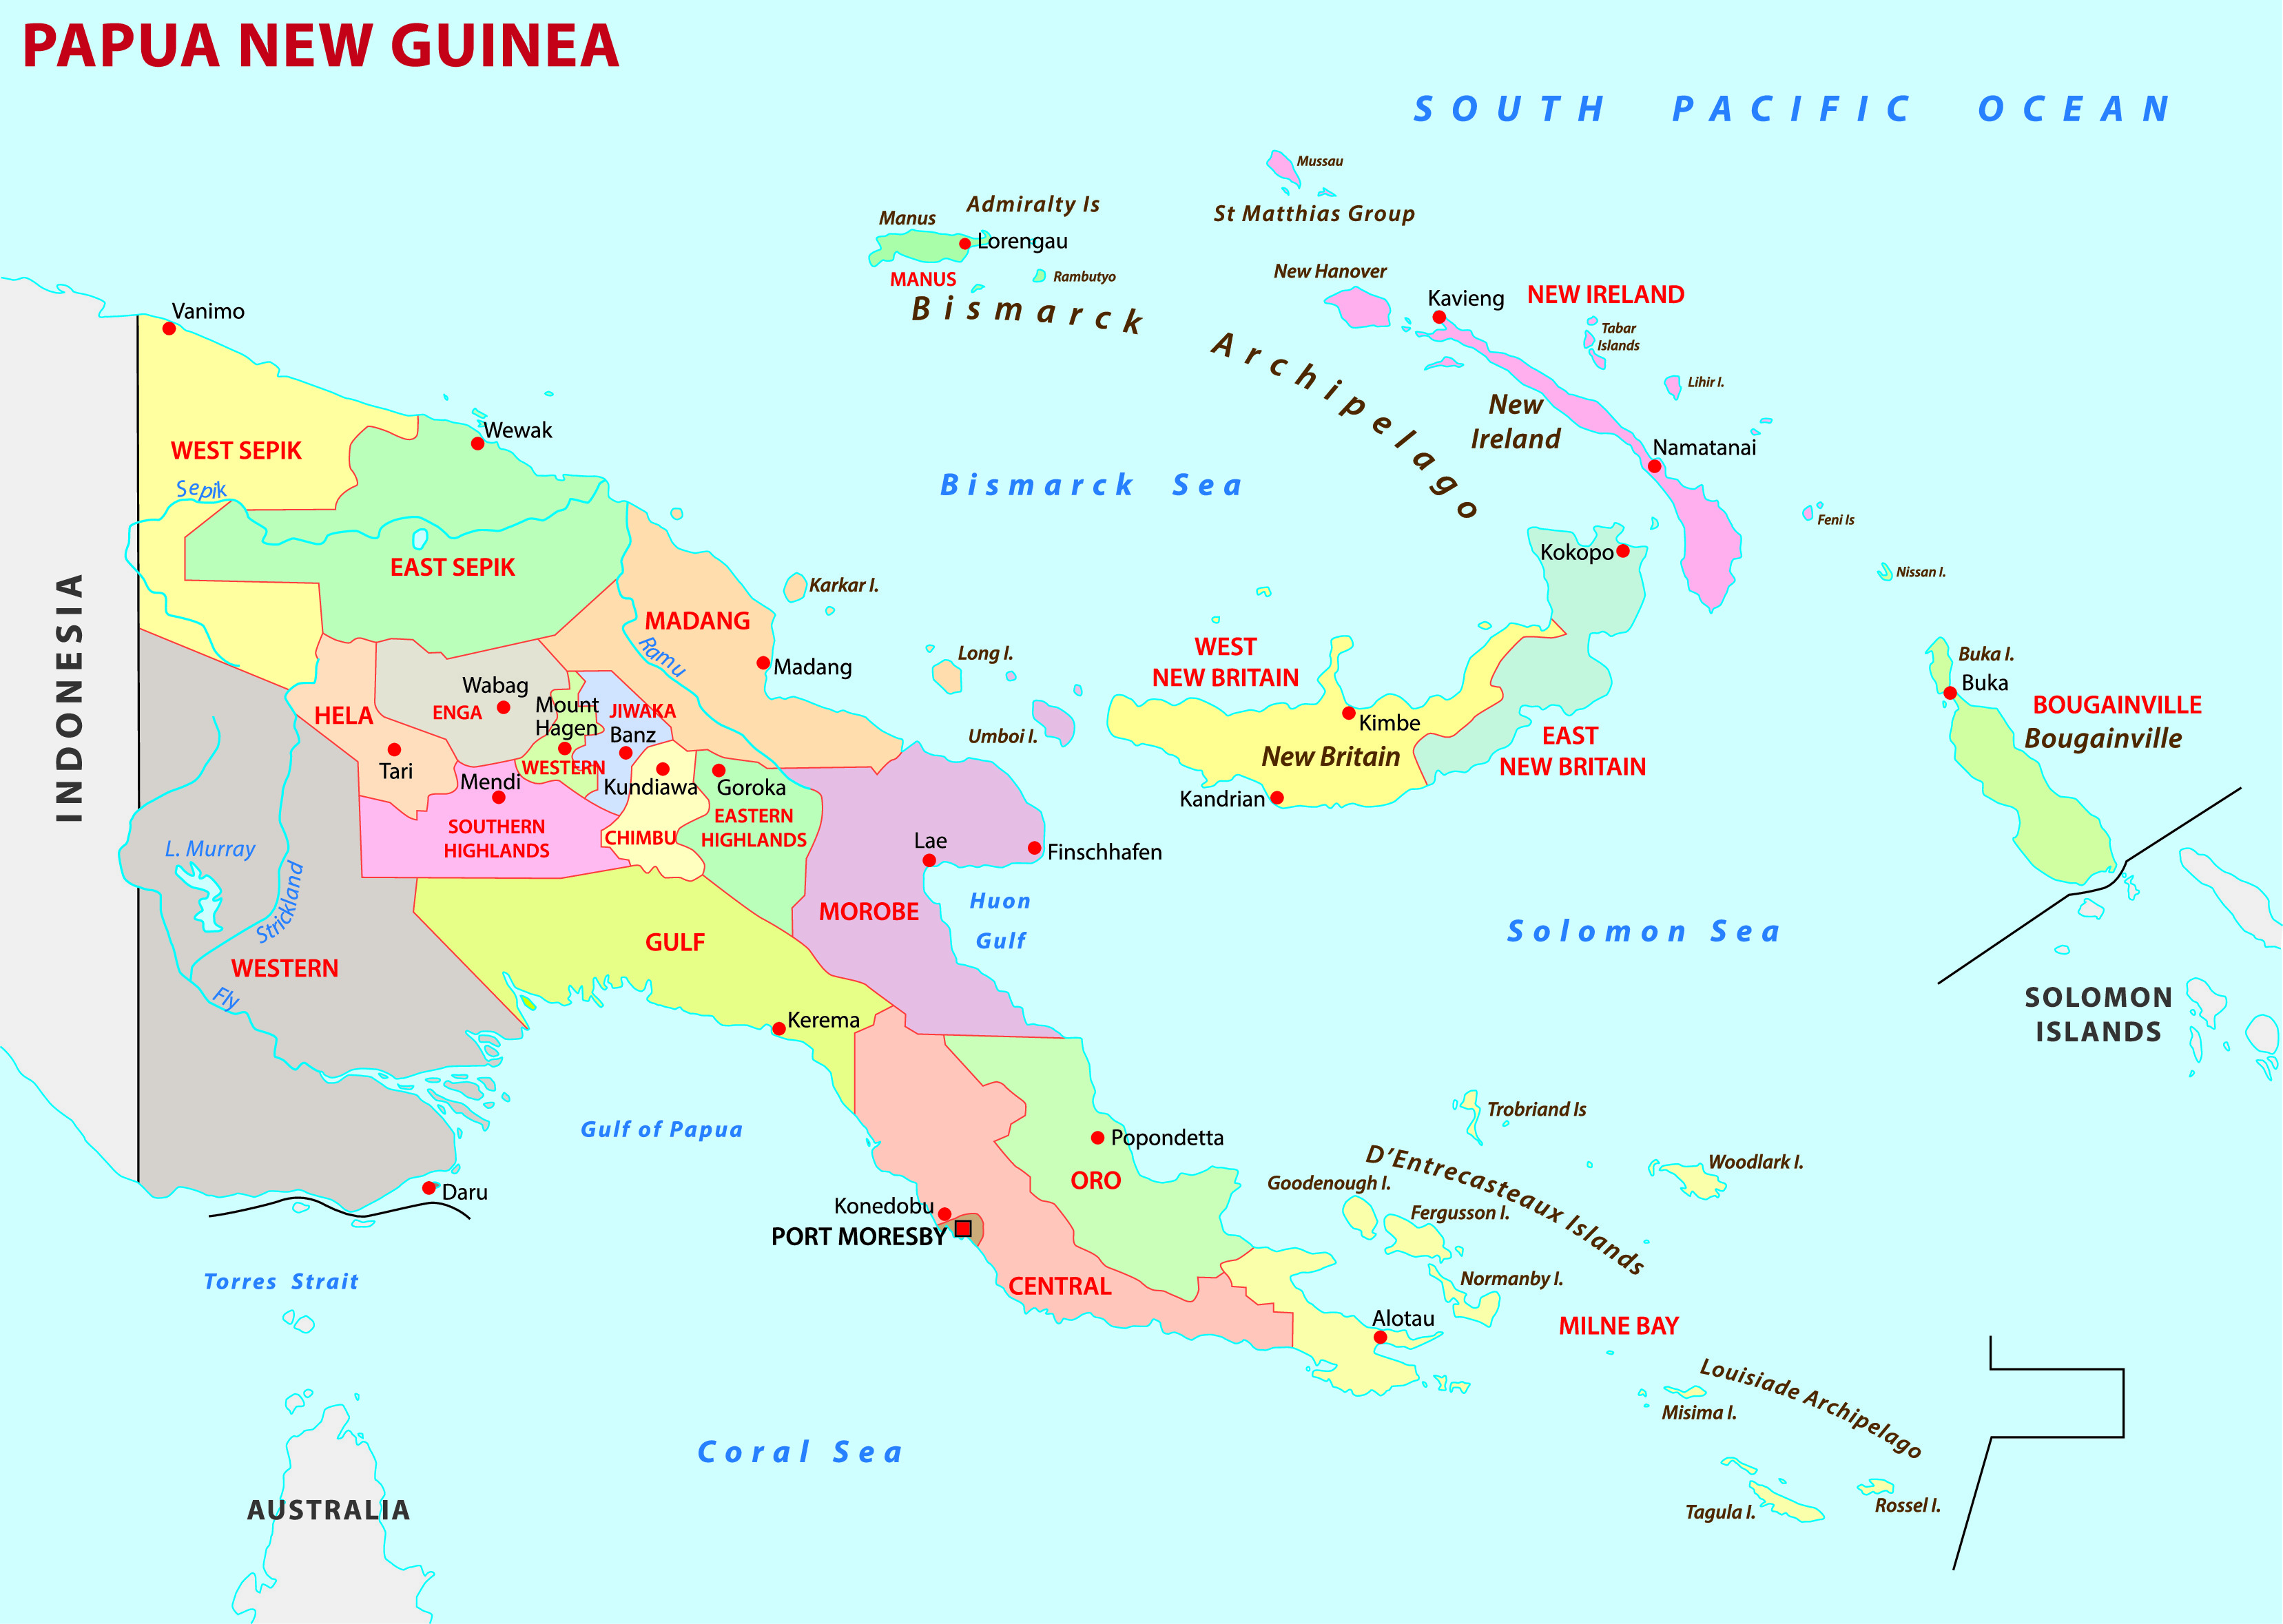 PAPUA NEW GUINEA
SOUTH PACIFIC OCEAN
Mussau
St Matthias Group
Admiralty Is
Manus
Lorengau
MANUS
Rambutyo
Bismarck Archipelago
New Hanover
Kavieng
NEW IRELAND
Tabar
Islands
Lihir I.
New
Ireland
Namatanai
Feni Is
Nissan I.
Vanimo
Wewak
WEST SEPIK
Sepik
EAST SEPIK
Bismarck Sea
Kokopo
INDONESIA
MADANG
Ramu
Karkar I.
Madang
Long I.
Umboi I.
WEST
NEW BRITAIN
Kimbe
New Britain
Kandrian
EAST
NEW BRITAIN
Buka I.
Buka
BOUGAINVILLE
Bougainville
HELA
Tari
Wabag
ENGA
Mount
Hagen
WESTERN
JIWAKA
Banz
Mendi
Kundiawa
Goroka
SOUTHERN
HIGHLANDS
CHIMBU
EASTERN
HIGHLANDS
Lae
Finschhafen
Huon
Gulf
MOROBE
L. Murray
Strickland
WESTERN
Fly
GULF
Kerema
Solomon Sea
SOLOMON
ISLANDS
Gulf of Papua
Daru
Torres Strait
Popondetta
ORO
Konedobu
PORT MORESBY
CENTRAL
Trobriand Is
D'Entrecasteaux Islands
Woodlark I.
Goodenough I.
Fergusson I.
Normanby I.
Alotau
MILNE BAY
Louisiade Archipelago
Misima I.
Tagula I.
Rossel I.
Coral Sea
AUSTRALIA